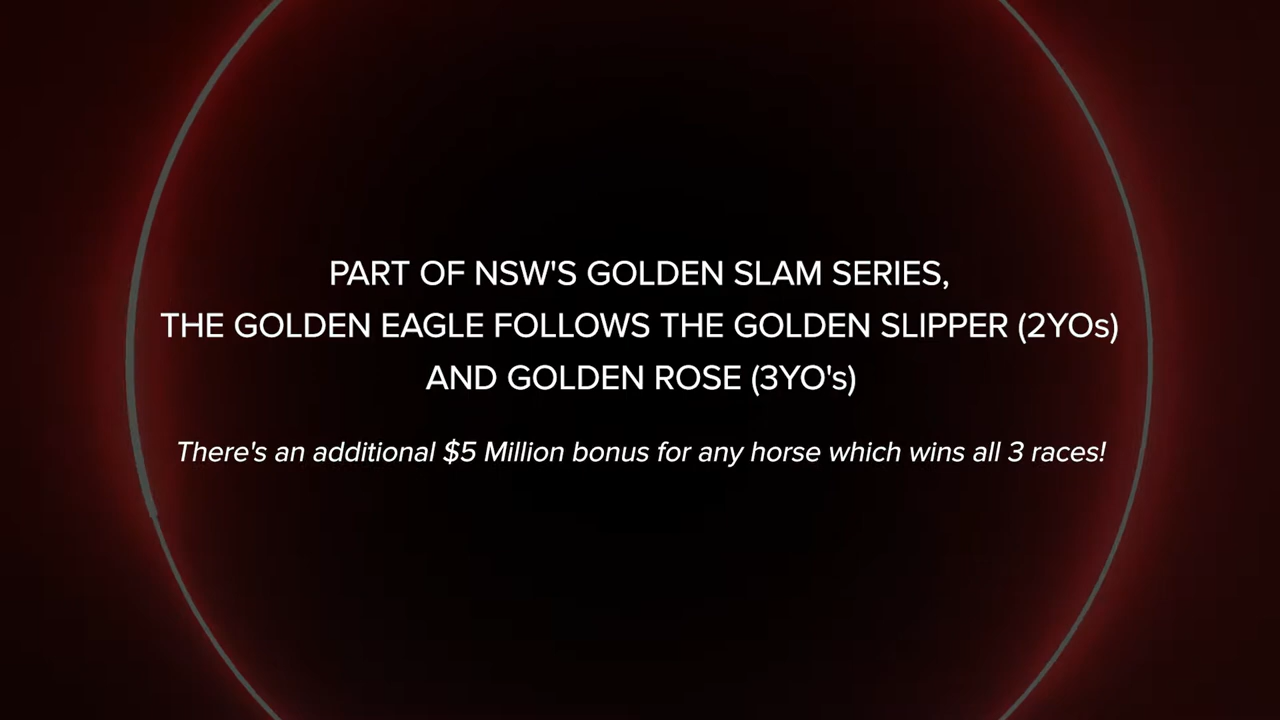 PART OF NSW'S GOLDEN SLAM SERIES,
THE GOLDEN EAGLE FOLLOWS THE GOLDEN SLIPPER (2YOs)
AND GOLDEN ROSE (3YO's)
There's an additional $5 Million bonus for any horse which wins all 3 races!